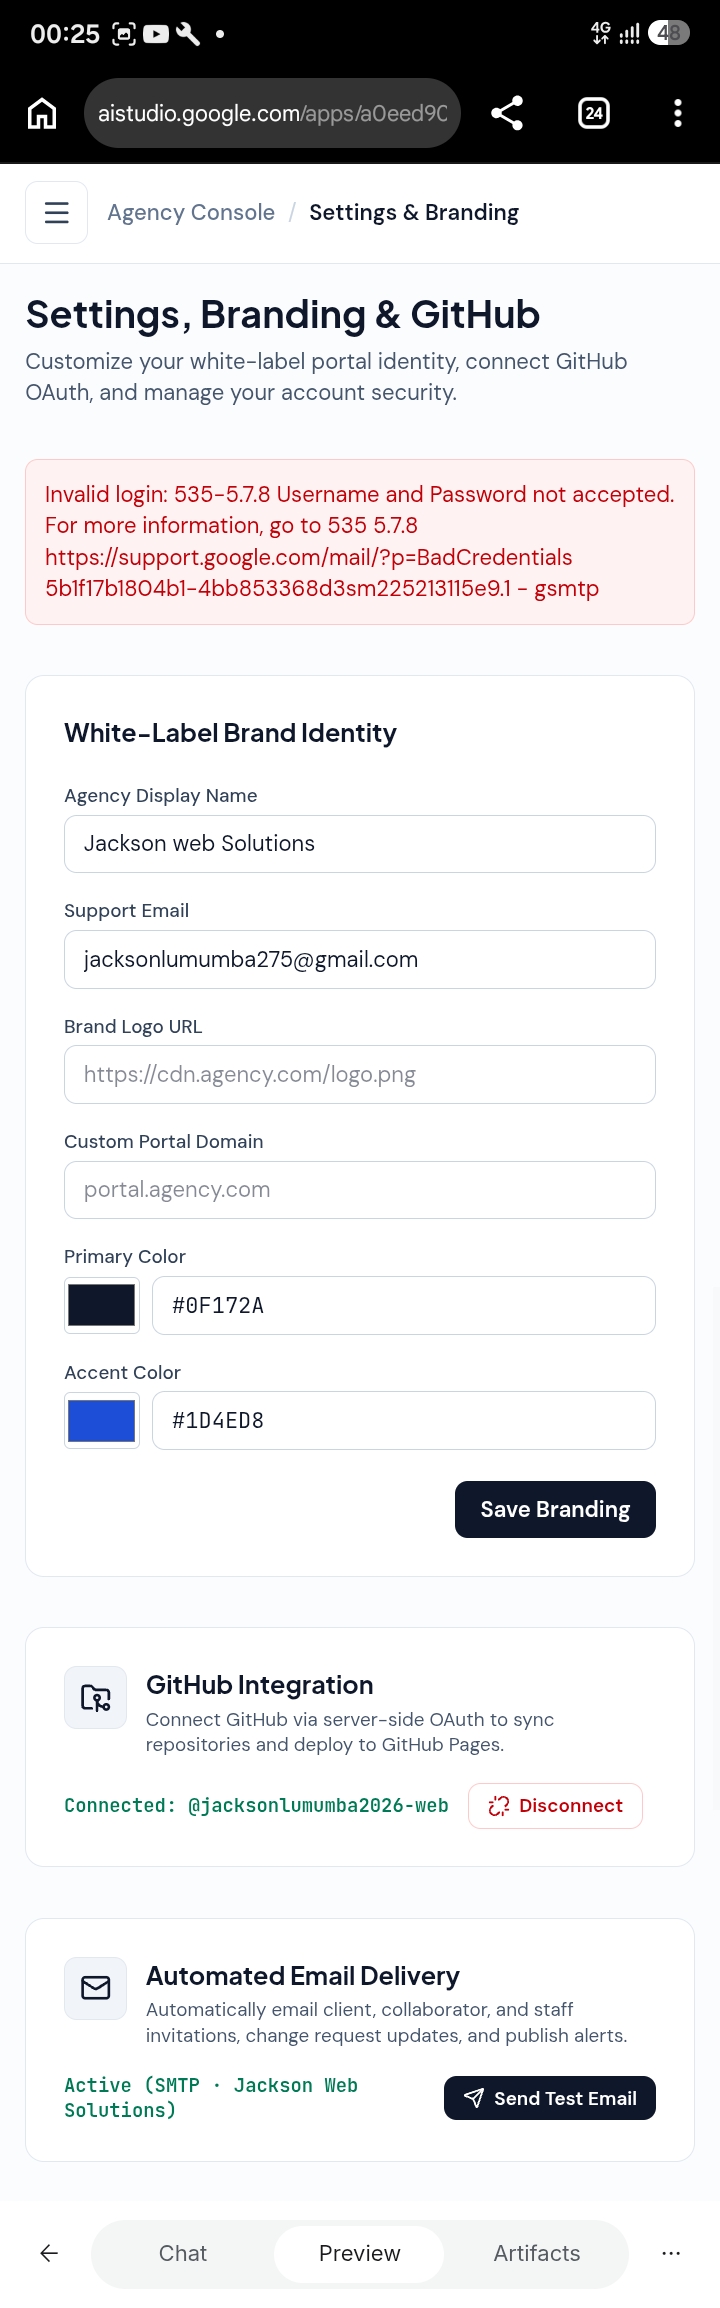 00:25
4G
48
aistudio.google.com/apps/a0eed90
24
Agency Console / Settings & Branding
Settings, Branding & GitHub
Customize your white-label portal identity, connect GitHub
OAuth, and manage your account security.
Invalid login: 535-5.7.8 Username and Password not accepted.
For more information, go to 535 5.7.8
https://support.google.com/mail/?p=BadCredentials
5b1f17b1804b1-4bb853368d3sm225213115e9.1 - gsmtp
White-Label Brand Identity
Agency Display Name
Jackson web Solutions
Support Email
jacksonlumumba275@gmail.com
Brand Logo URL
https://cdn.agency.com/logo.png
Custom Portal Domain
portal.agency.com
Primary Color
#0F172A
Accent Color
#1D4ED8
Save Branding
GitHub Integration
Connect GitHub via server-side OAuth to sync
repositories and deploy to GitHub Pages.
Connected: @jacksonlumumba2026-web
Disconnect
Automated Email Delivery
Automatically email client, collaborator, and staff
invitations, change request updates, and publish alerts.
Active (SMTP · Jackson Web
Solutions)
Send Test Email
Chat
Preview
Artifacts